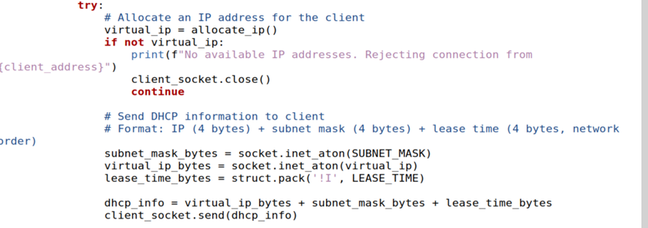 try:
# Allocate an IP address for the client
virtual_ip = allocate_ip()
if not virtual_ip:
print(f"No available IP addresses. Rejecting connection from
{client_address}")
client_socket.close()
continue
# Send DHCP information to client
# Format: IP (4 bytes) + subnet mask (4 bytes) + lease time (4 bytes, network
order)
subnet_mask_bytes = socket.inet_aton(SUBNET_MASK)
virtual_ip_bytes = socket.inet_aton(virtual_ip)
lease_time_bytes = struct.pack('!I', LEASE_TIME)
dhcp_info = virtual_ip_bytes + subnet_mask_bytes + lease_time_bytes
client_socket.send(dhcp_info)